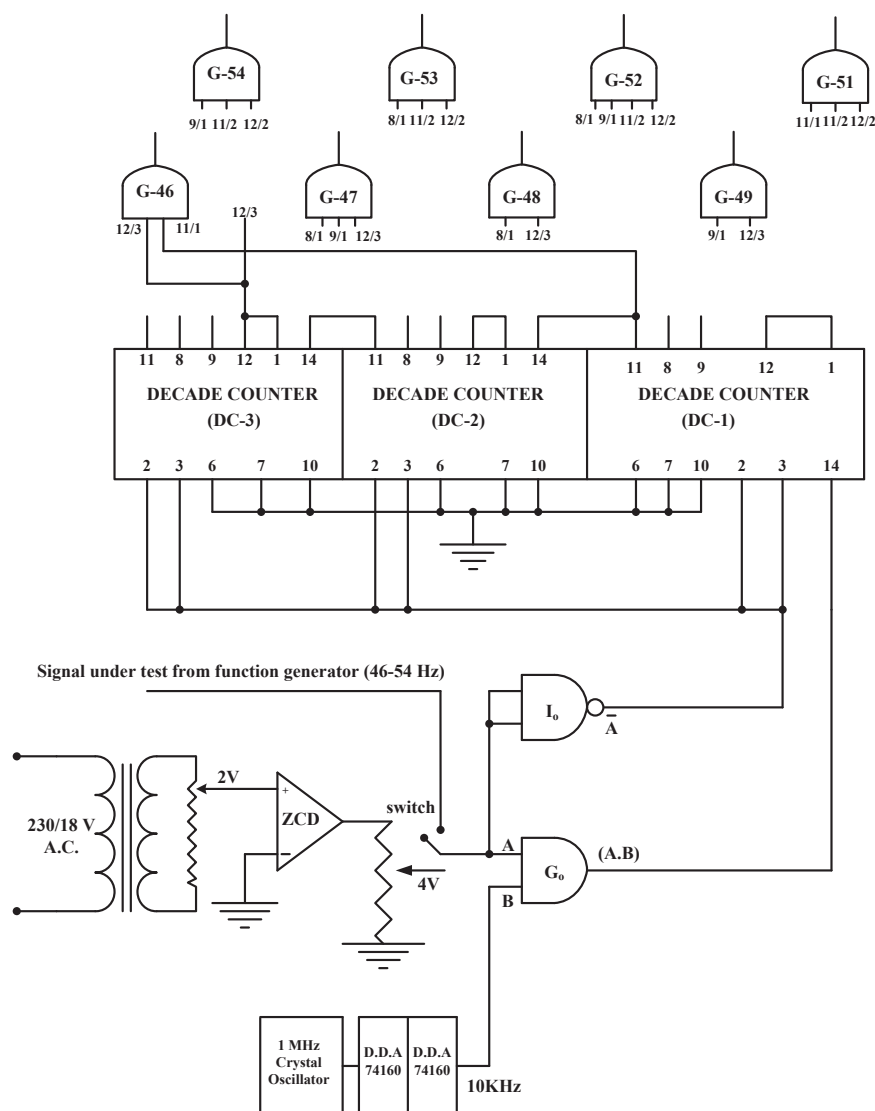 G-54 G-53 G-52 G-51
9/1 11/2 12/2 8/1 11/2 12/2 8/1 9/1 11/2 12/2 11/1 11/2 12/2
G-46 G-47 G-48 G-49
12/3 11/1 12/3 8/1 9/1 12/3 8/1 12/3 9/1 12/3
11 8 9 12 1 14 11 8 9 12 1 14 11 8 9 12 1
DECADE COUNTER DECADE COUNTER DECADE COUNTER
(DC-3) (DC-2) (DC-1)
2 3 6 7 10 2 3 6 7 10 6 7 10 2 3 14
Signal under test from function generator (46-54 Hz)
Iₒ
A̅
2V
+
ZCD
−
switch
230/18 V
A.C.
4V
A
B
Gₒ
(A.B)
1 MHz
Crystal
Oscillator
D.D.A
74160
D.D.A
74160
10KHz